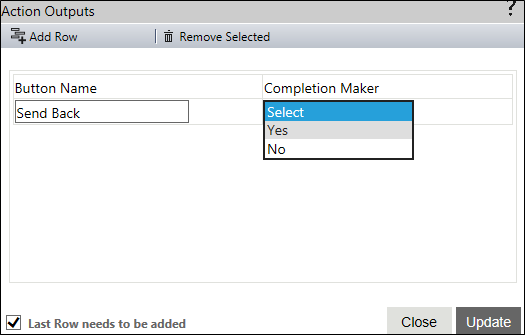 Action Outputs ?
Add Row | Remove Selected
Button Name Completion Maker
Send Back Select
Yes
No
Last Row needs to be added Close Update